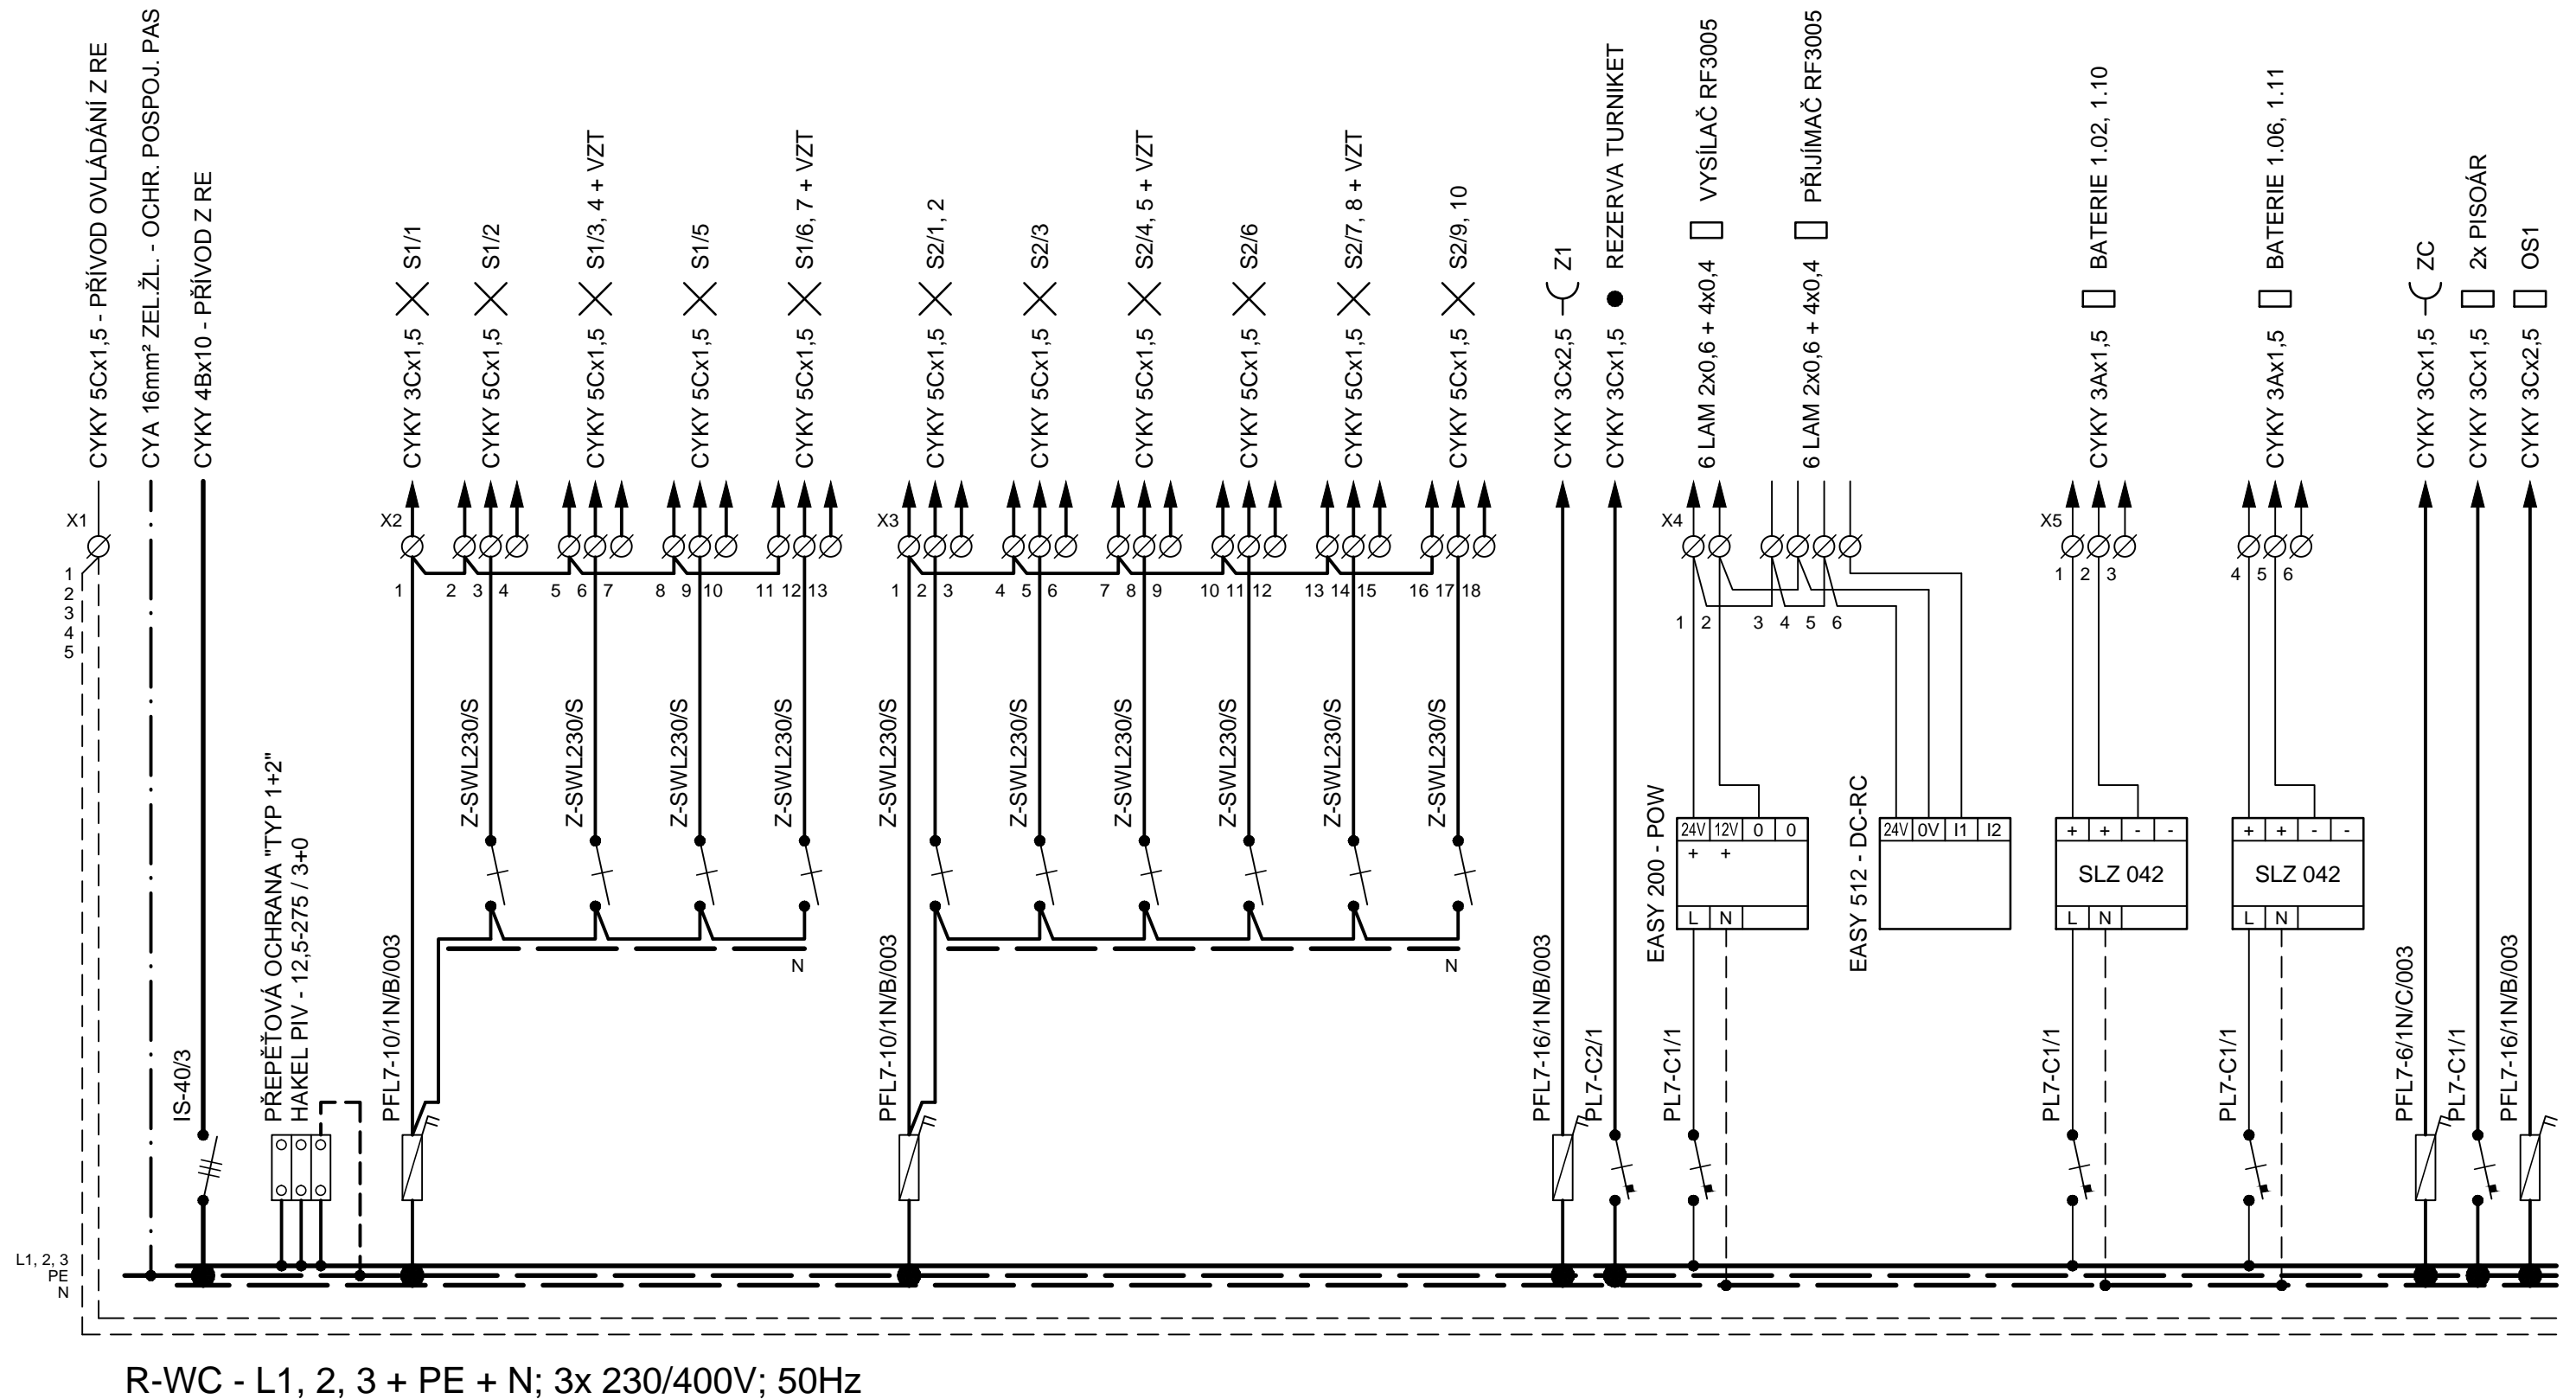 CYKY 5Cx1,5 - PŘÍVOD OVLÁDÁNÍ Z RE
CYA 16mm² ZEL.ŽL. - OCHR. POSPOJ. PAS
CYKY 4Bx10 - PŘÍVOD Z RE
CYKY 3Cx1,5 S1/1
CYKY 5Cx1,5 S1/2
CYKY 5Cx1,5 S1/3, 4 + VZT
CYKY 5Cx1,5 S1/5
CYKY 5Cx1,5 S1/6, 7 + VZT
CYKY 5Cx1,5 S2/1, 2
CYKY 5Cx1,5 S2/3
CYKY 5Cx1,5 S2/4, 5 + VZT
CYKY 5Cx1,5 S2/6
CYKY 5Cx1,5 S2/7, 8 + VZT
CYKY 5Cx1,5 S2/9, 10
CYKY 3Cx2,5 Z1
CYKY 3Cx1,5 REZERVA TURNIKET
6 LAM 2x0,6 + 4x0,4 VYSÍLAČ RF3005
6 LAM 2x0,6 + 4x0,4 PŘIJÍMAČ RF3005
CYKY 3Ax1,5 BATERIE 1.02, 1.10
CYKY 3Ax1,5 BATERIE 1.06, 1.11
CYKY 3Cx1,5 ZC
CYKY 3Cx1,5 2x PISOÁR
CYKY 3Cx2,5 OS1
X1
1
2
3
4
5
X2
1 2 3 4 5 6 7 8 9 10 11 12 13
X3
1 2 3 4 5 6 7 8 9 10 11 12 13 14 15 16 17 18
X4
1 2 3 4 5 6
X5
1 2 3 4 5 6
Z-SWL230/S
Z-SWL230/S
Z-SWL230/S
Z-SWL230/S
Z-SWL230/S
Z-SWL230/S
Z-SWL230/S
Z-SWL230/S
Z-SWL230/S
Z-SWL230/S
N
N
EASY 200 - POW
24V 12V 0 0
+ +
L N
EASY 512 - DC-RC
24V 0V I1 I2
+ + - -
SLZ 042
L N
+ + - -
SLZ 042
L N
IS-40/3
PŘEPĚŤOVÁ OCHRANA "TYP 1+2"
HAKEL PIV - 12,5-275 / 3+0
PFL7-10/1N/B/003
PFL7-10/1N/B/003
PFL7-16/1N/B/003
PL7-C2/1
PL7-C1/1
PL7-C1/1
PL7-C1/1
PFL7-6/1N/C/003
PL7-C1/1
PFL7-16/1N/B/003
L1, 2, 3
PE
N
R-WC - L1, 2, 3 + PE + N; 3x 230/400V; 50Hz